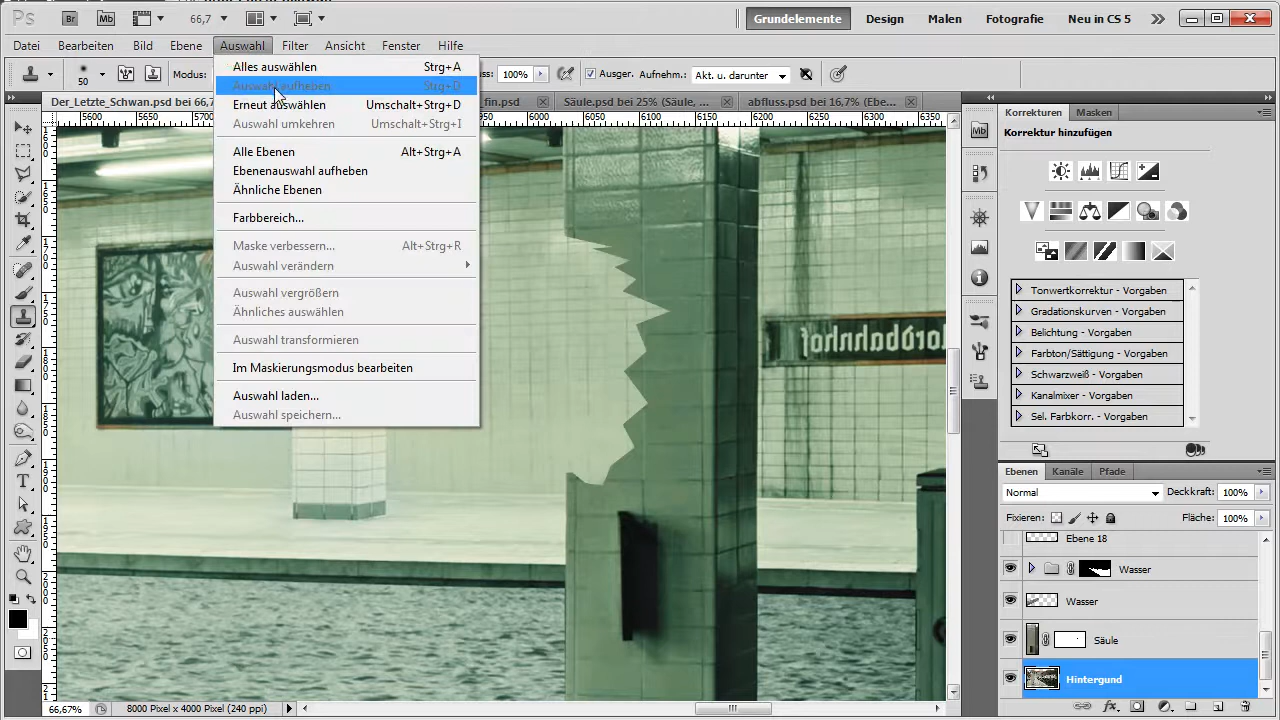 Ps Br Mb 66,7 Grundelemente Design Malen Fotografie Neu in CS 5
Datei Bearbeiten Bild Ebene Auswahl Filter Ansicht Fenster Hilfe
50 Modus: 100% Ausger. Aufnehm.: Akt. u. darunter
Der_Letzte_Schwan.psd bei 66,7 fin.psd Säule.psd bei 25% (Säule, ... abfluss.psd bei 16,7% (Ebe...
5600 5650 5700 6000 6050 6100 6150 6200 6250 6300 6350
Alles auswählen Strg+A
Auswahl aufheben Strg+D
Erneut auswählen Umschalt+Strg+D
Auswahl umkehren Umschalt+Strg+I
Alle Ebenen Alt+Strg+A
Ebenenauswahl aufheben
Ähnliche Ebenen
Farbbereich...
Maske verbessern... Alt+Strg+R
Auswahl verändern
Auswahl vergrößern
Ähnliches auswählen
Auswahl transformieren
Im Maskierungsmodus bearbeiten
Auswahl laden...
Auswahl speichern...
Korrekturen Masken
Korrektur hinzufügen
Tonwertkorrektur - Vorgaben
Gradationskurven - Vorgaben
Belichtung - Vorgaben
Farbton/Sättigung - Vorgaben
Schwarzweiß - Vorgaben
Kanalmixer - Vorgaben
Sel. Farbkorr. - Vorgaben
Ebenen Kanäle Pfade
Normal Deckkraft: 100%
Fixieren: Fläche: 100%
Ebene 18
Wasser
Wasser
Säule
Hintergund
66,67% 8000 Pixel x 4000 Pixel (240 ppi)